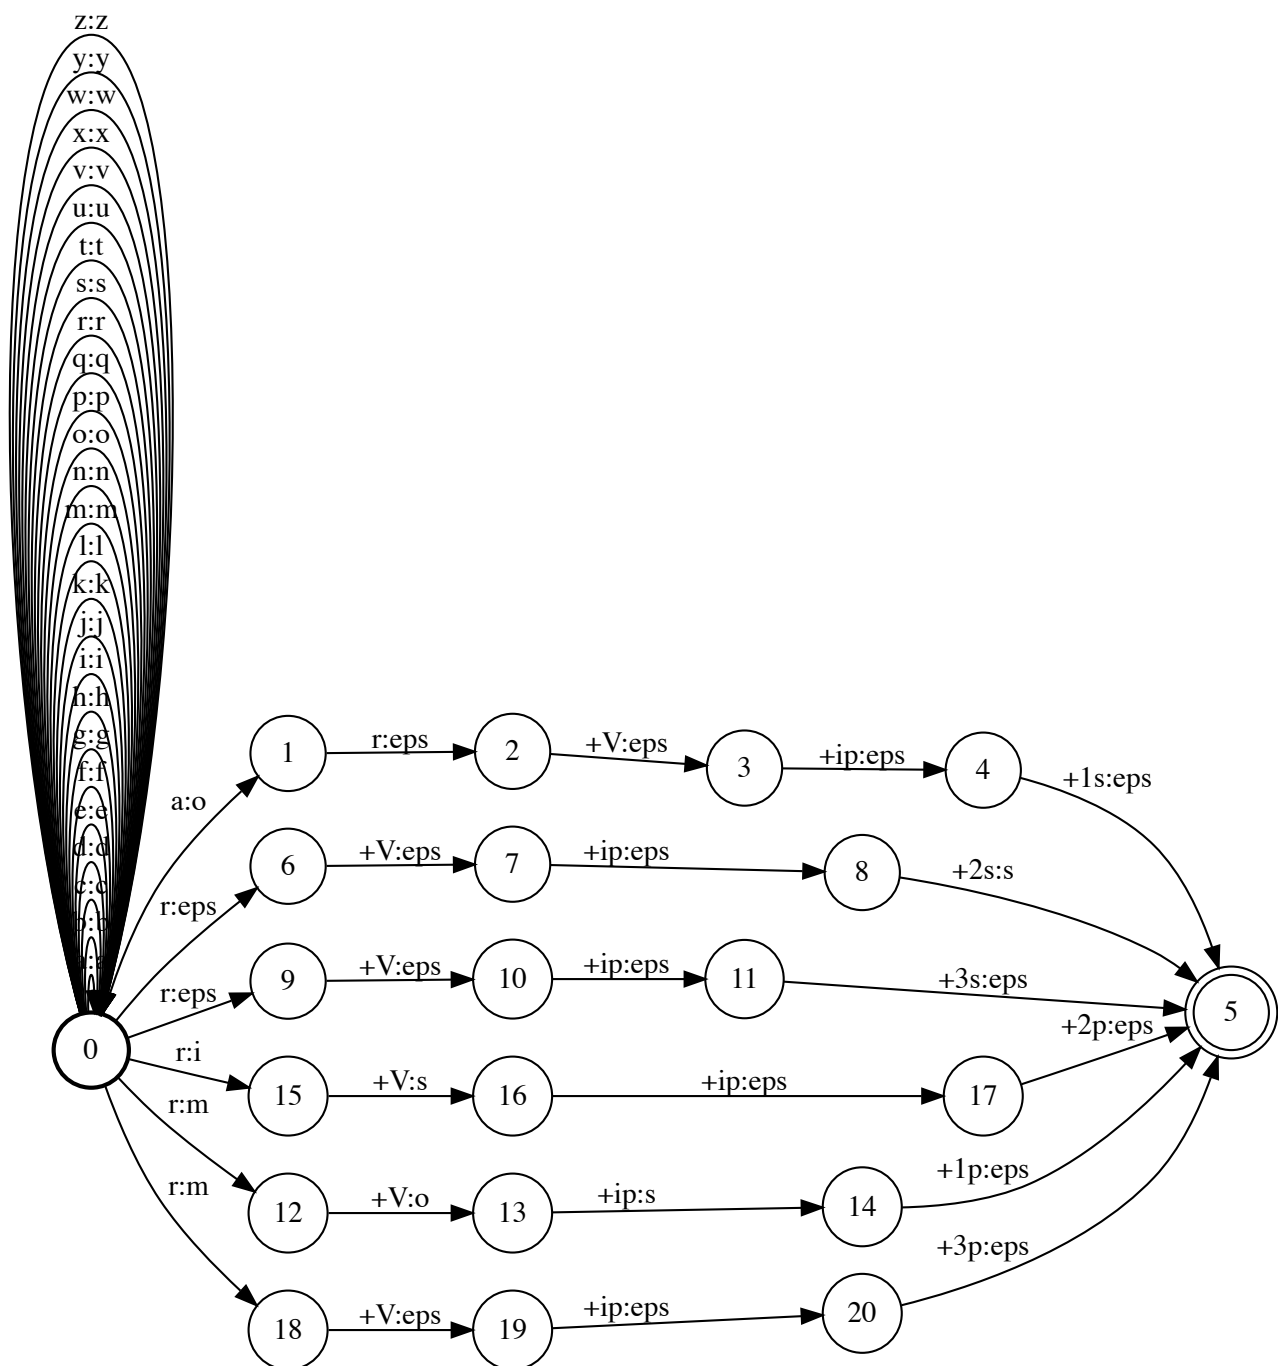 z:z
y:y
w:w
x:x
v:v
u:u
t:t
s:s
r:r
q:q
p:p
o:o
n:n
m:m
l:l
k:k
j:j
i:i
h:h
g:g
f:f
e:e
d:d
c:c
b:b
0
a:o
1
r:eps
2
+V:eps
3
+ip:eps
4
+1s:eps
r:eps
6
+V:eps
7
+ip:eps
8
+2s:s
r:eps
9
+V:eps
10
+ip:eps
11
+3s:eps
5
r:i
15
+V:s
16
+ip:eps
17
+2p:eps
r:m
12
+V:o
13
+ip:s
14
+1p:eps
r:m
18
+V:eps
19
+ip:eps
20
+3p:eps